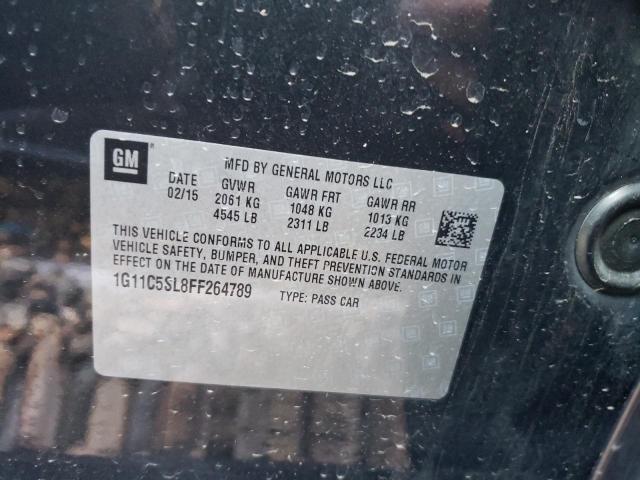 GM®
MFD BY GENERAL MOTORS LLC
DATE GVWR GAWR FRT GAWR RR
02/15 2061 KG 1048 KG 1013 KG
4545 LB 2311 LB 2234 LB
THIS VEHICLE CONFORMS TO ALL APPLICABLE U.S. FEDERAL MOTOR
VEHICLE SAFETY, BUMPER, AND THEFT PREVENTION STANDARDS IN
EFFECT ON THE DATE OF MANUFACTURE SHOWN ABOVE.
1G11C5SL8FF264789 TYPE: PASS CAR